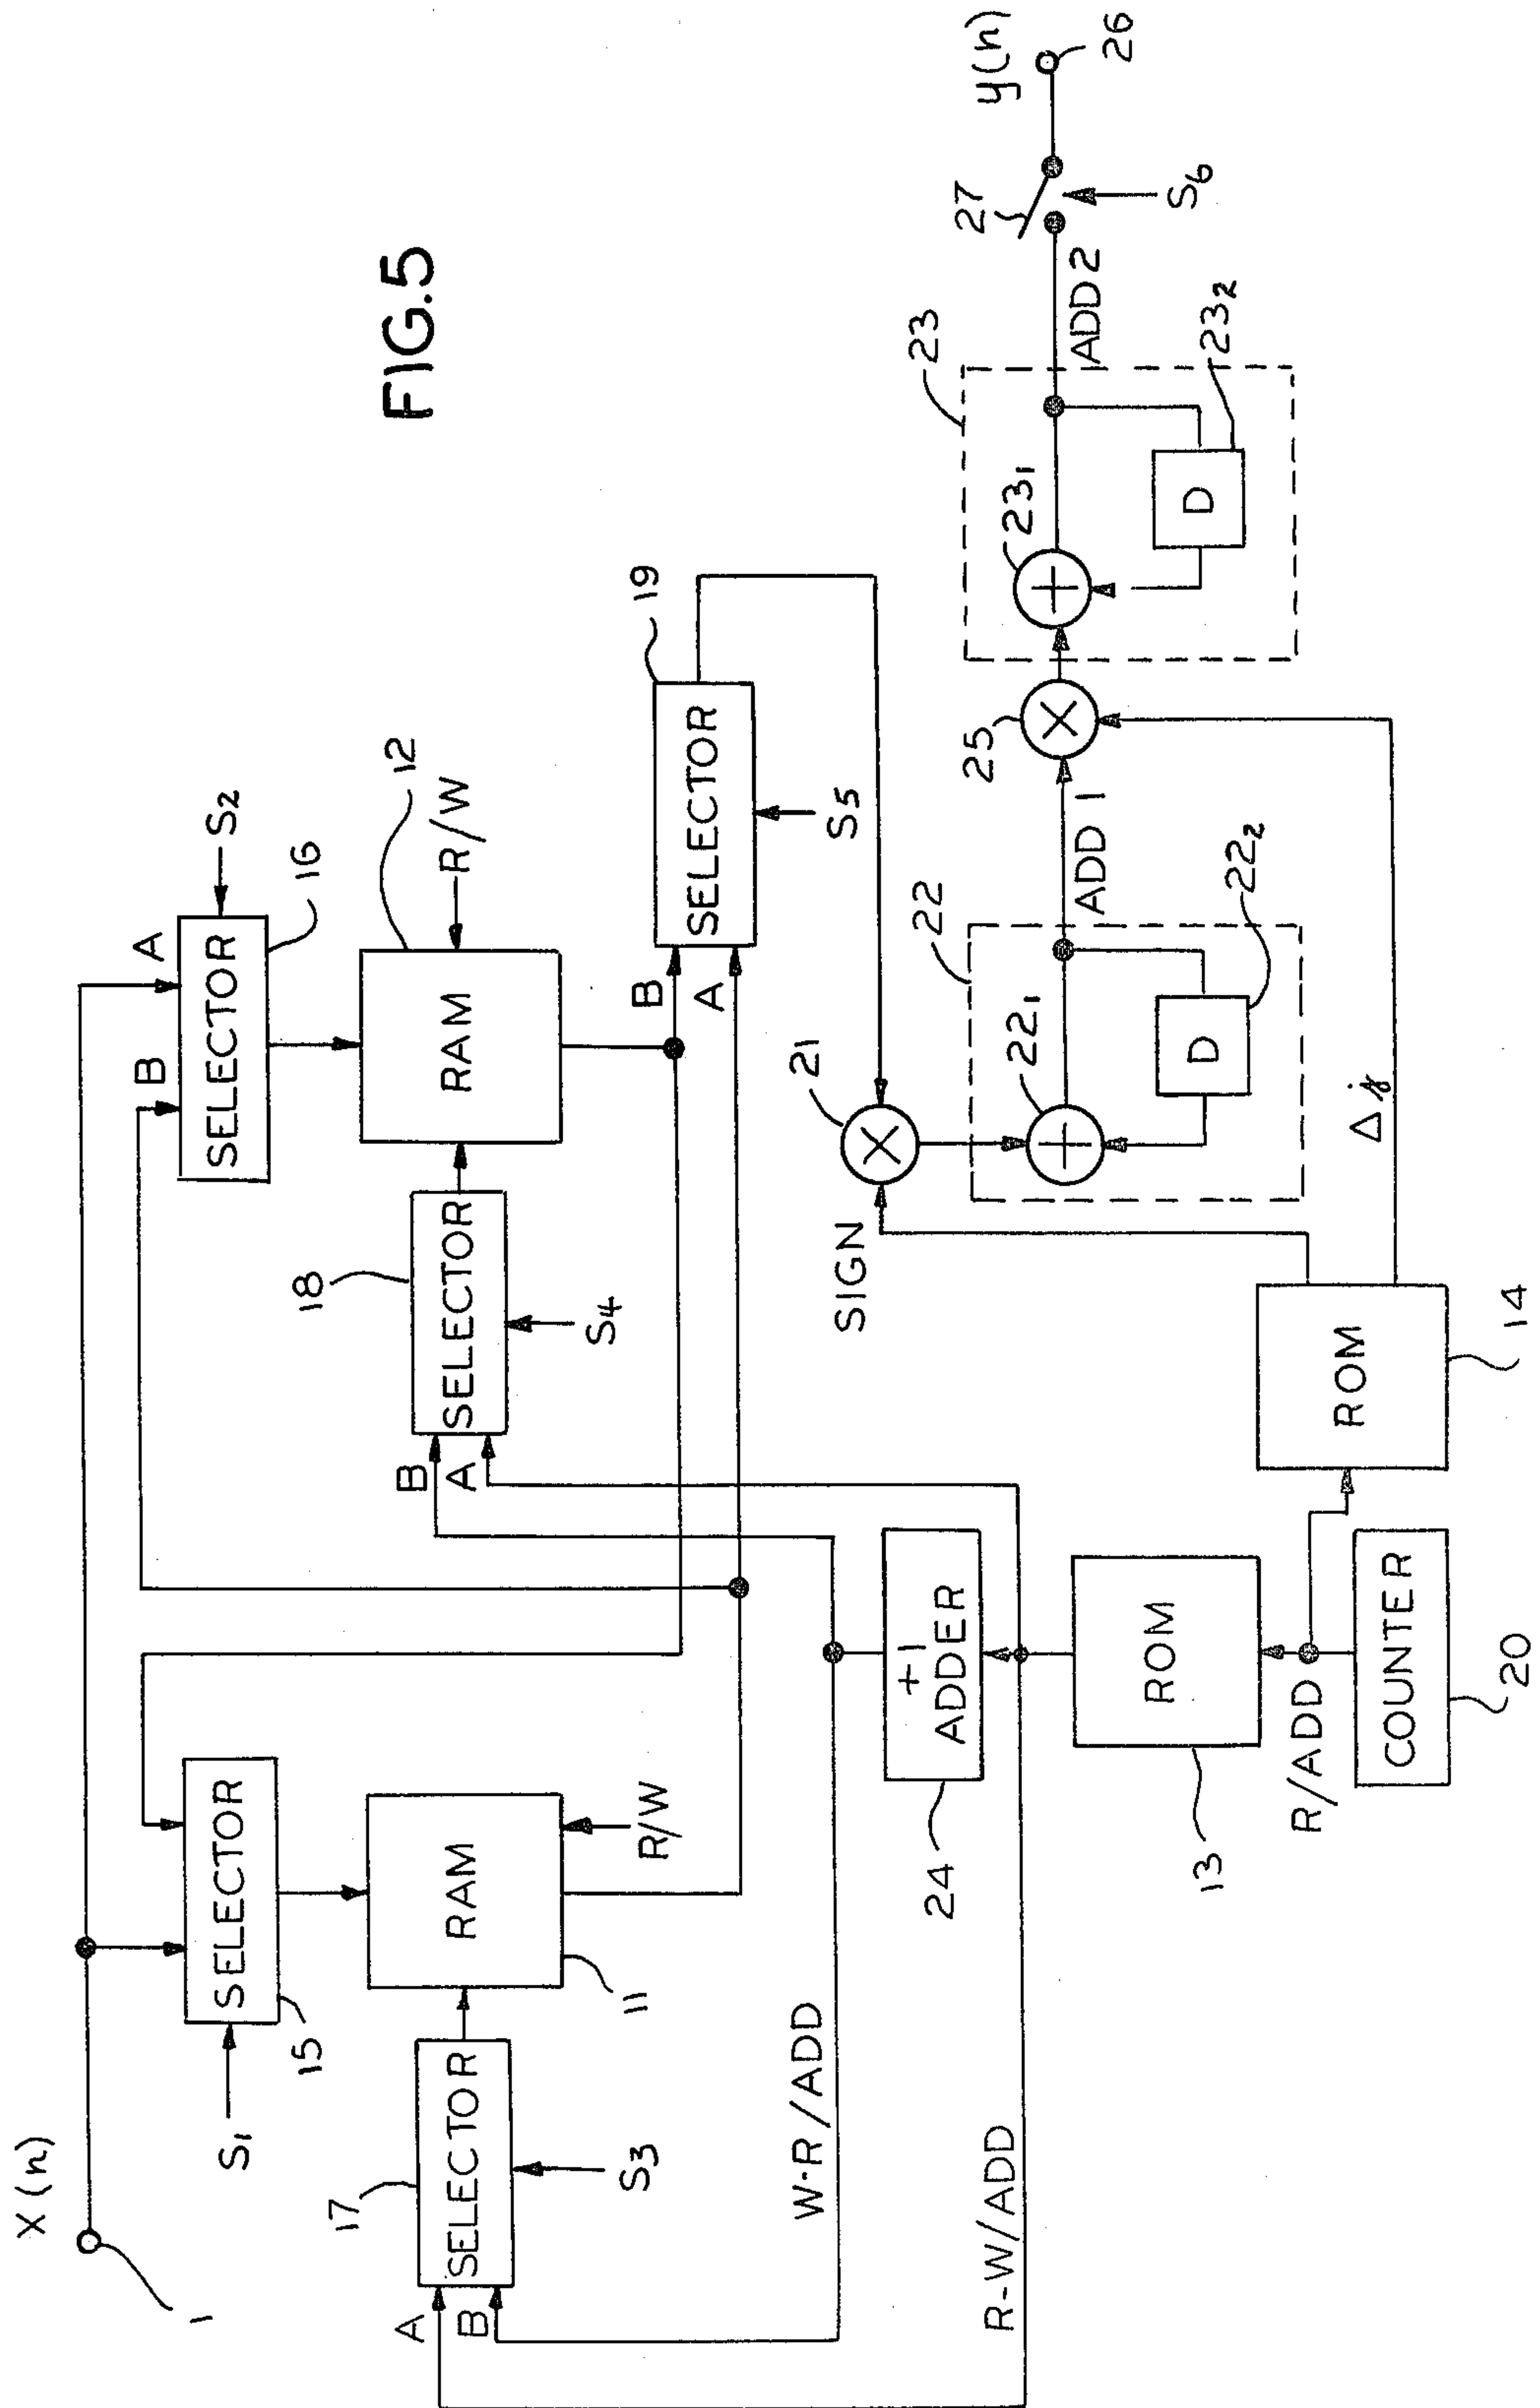 FIG.5
X(n)
1
S1
15
SELECTOR
A
B
SELECTOR
S2
16
17
SELECTOR
A
B
S3
RAM
11
R/W
18
SELECTOR
B
A
S4
RAM
12
R/W
19
SELECTOR
B
A
S5
W·R/ADD
R-W/ADD
24
+1
ADDER
13
ROM
R/ADD
COUNTER
20
ROM
14
SIGN
Δj
21
×
22
+
221
D
222
ADD 1
25
×
23
+
231
D
232
ADD 2
27
S6
y(n)
26